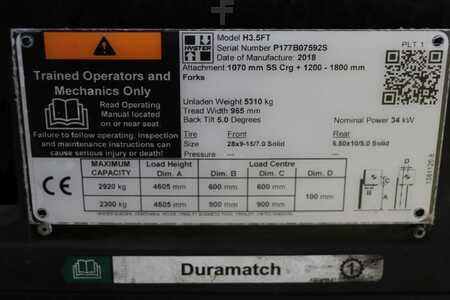 Trained Operators and
Mechanics Only
Read Operating
Manual located
on or near seat.
Failure to follow operating, inspection
and maintenance instructions can
cause serious injury or death!
HYSTER
Model H3.5FT
Serial Number P177B07592S
Date of Manufacture: 2018
Attachment: 1070 mm SS Crg + 1200 - 1800 mm
Forks
PLT 1
Unladen Weight 5310 kg
Tread Width 965 mm
Back Tilt 5.0 Degrees
Nominal Power 34 kW
Tire Front Rear
28x9-15/7.0 Solid 6.50x10/5.0 Solid
Pressure — —
MAXIMUM CAPACITY Load Height Dim. A Load Centre Dim. B Dim. C Dim. D
2920 kg 4605 mm 600 mm 600 mm 100 mm
2300 kg 4605 mm 900 mm 900 mm
CE
D
C
B
Duramatch
1